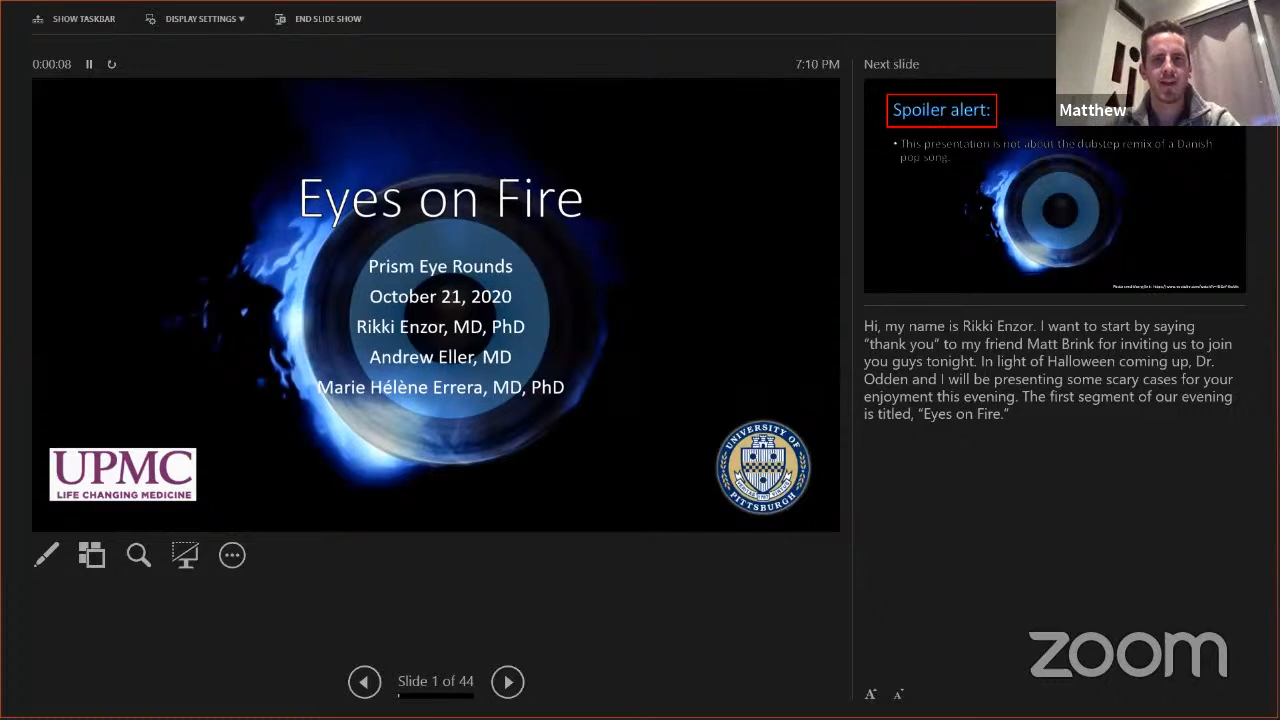 SHOW TASKBAR
DISPLAY SETTINGS ▼
END SLIDE SHOW
0:00:08
7:10 PM
Eyes on Fire
Prism Eye Rounds
October 21, 2020
Rikki Enzor, MD, PhD
Andrew Eller, MD
Marie Hélène Errera, MD, PhD
UPMC
LIFE CHANGING MEDICINE
UNIVERSITY OF
PITTSBURGH
Slide 1 of 44
Next slide
Spoiler alert:
• This presentation is not about the dubstep remix of a Danish
pop song.
Matthew
Hi, my name is Rikki Enzor. I want to start by saying
“thank you” to my friend Matt Brink for inviting us to join
you guys tonight. In light of Halloween coming up, Dr.
Odden and I will be presenting some scary cases for your
enjoyment this evening. The first segment of our evening
is titled, “Eyes on Fire.”
zoom
A
A